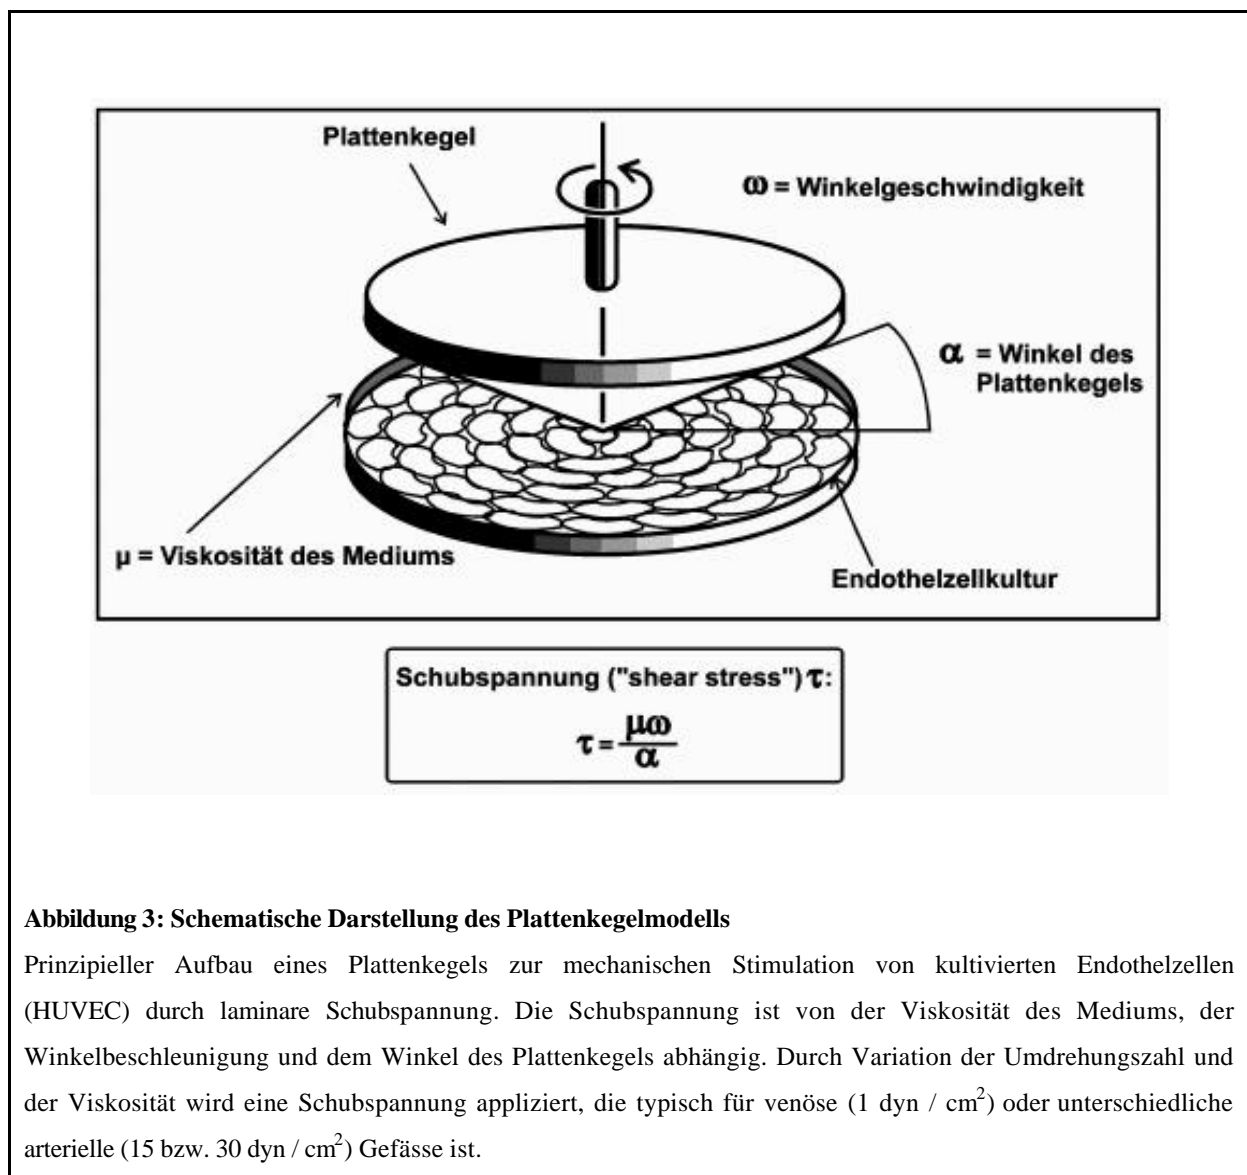 Plattenkegel
ω = Winkelgeschwindigkeit
α = Winkel des
Plattenkegels
μ = Viskosität des Mediums
Endothelzellkultur
Schubspannung ("shear stress") τ:
τ = μω / α
Abbildung 3: Schematische Darstellung des Plattenkegelmodells
Prinzipieller Aufbau eines Plattenkegels zur mechanischen Stimulation von kultivierten Endothelzellen
(HUVEC) durch laminare Schubspannung. Die Schubspannung ist von der Viskosität des Mediums, der
Winkelbeschleunigung und dem Winkel des Plattenkegels abhängig. Durch Variation der Umdrehungszahl und
der Viskosität wird eine Schubspannung appliziert, die typisch für venöse (1 dyn / cm²) oder unterschiedliche
arterielle (15 bzw. 30 dyn / cm²) Gefässe ist.